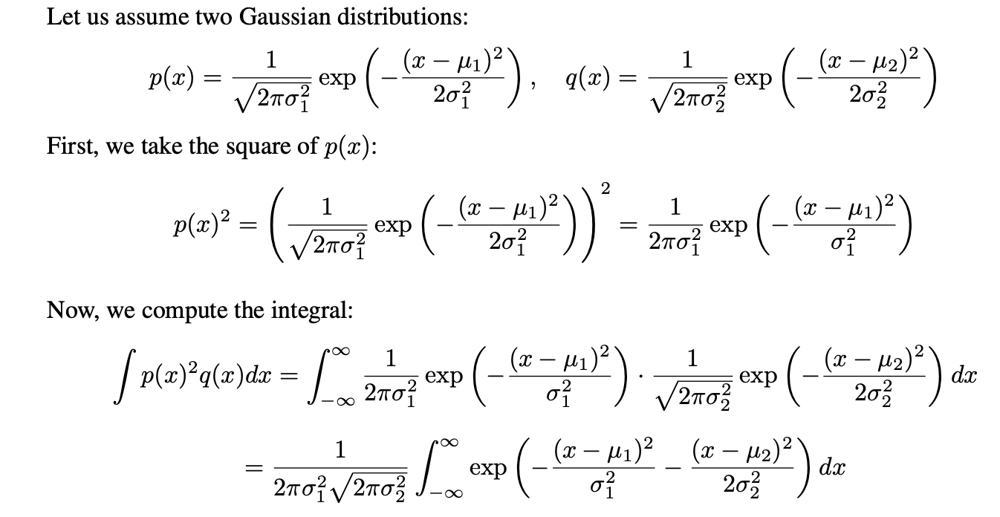 Let us assume two Gaussian distributions:
p(x) = \frac{1}{\sqrt{2\pi\sigma_1^2}} \exp\left(-\frac{(x-\mu_1)^2}{2\sigma_1^2}\right), \quad q(x) = \frac{1}{\sqrt{2\pi\sigma_2^2}} \exp\left(-\frac{(x-\mu_2)^2}{2\sigma_2^2}\right)
First, we take the square of p(x):
p(x)^2 = \left(\frac{1}{\sqrt{2\pi\sigma_1^2}} \exp\left(-\frac{(x-\mu_1)^2}{2\sigma_1^2}\right)\right)^2 = \frac{1}{2\pi\sigma_1^2} \exp\left(-\frac{(x-\mu_1)^2}{\sigma_1^2}\right)
Now, we compute the integral:
\int p(x)^2 q(x) dx = \int_{-\infty}^{\infty} \frac{1}{2\pi\sigma_1^2} \exp\left(-\frac{(x-\mu_1)^2}{\sigma_1^2}\right) \cdot \frac{1}{\sqrt{2\pi\sigma_2^2}} \exp\left(-\frac{(x-\mu_2)^2}{2\sigma_2^2}\right) dx
= \frac{1}{2\pi\sigma_1^2 \sqrt{2\pi\sigma_2^2}} \int_{-\infty}^{\infty} \exp\left(-\frac{(x-\mu_1)^2}{\sigma_1^2} - \frac{(x-\mu_2)^2}{2\sigma_2^2}\right) dx